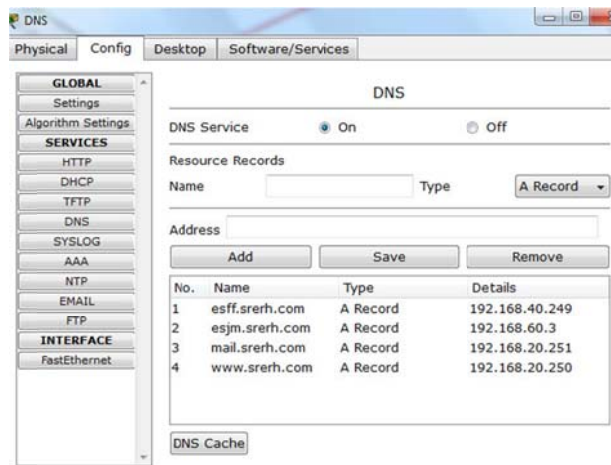 DNS
Physical Config Desktop Software/Services
GLOBAL
Settings
Algorithm Settings
SERVICES
HTTP
DHCP
TFTP
DNS
SYSLOG
AAA
NTP
EMAIL
FTP
INTERFACE
FastEthernet
DNS
DNS Service On Off
Resource Records
Name Type A Record
Address
Add Save Remove
No. Name Type Details
1 esff.srerh.com A Record 192.168.40.249
2 esjm.srerh.com A Record 192.168.60.3
3 mail.srerh.com A Record 192.168.20.251
4 www.srerh.com A Record 192.168.20.250
DNS Cache